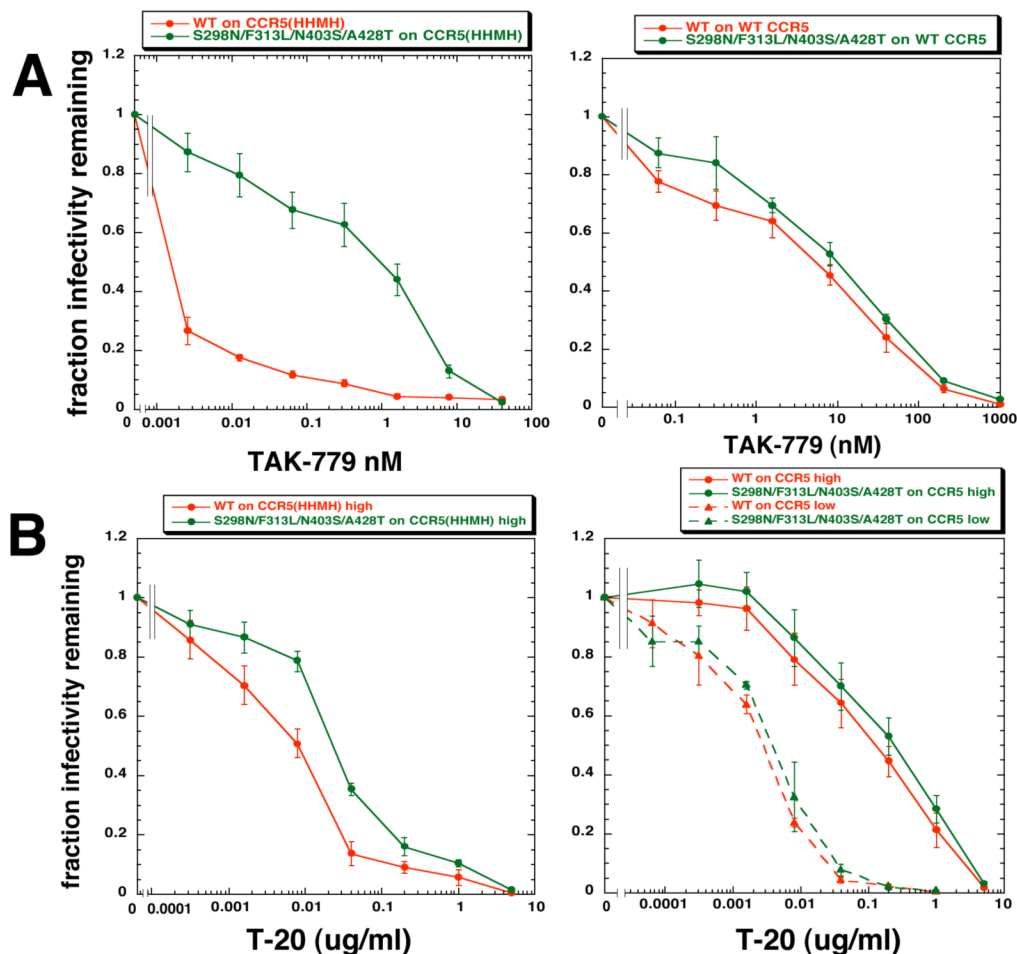 A
WT on CCR5(HHMH)
S298N/F313L/N403S/A428T on CCR5(HHMH)
fraction infectivity remaining
1.2
1
0.8
0.6
0.4
0.2
0
0 0.001 0.01 0.1 1 10 100
TAK-779 nM
WT on WT CCR5
S298N/F313L/N403S/A428T on WT CCR5
1.2
1
0.8
0.6
0.4
0.2
0
0 0.1 1 10 100 1000
TAK-779 (nM)
B
WT on CCR5(HHMH) high
S298N/F313L/N403S/A428T on CCR5(HHMH) high
fraction infectivity remaining
1.2
1
0.8
0.6
0.4
0.2
0
0 0.0001 0.001 0.01 0.1 1 10
T-20 (ug/ml)
WT on CCR5 high
S298N/F313L/N403S/A428T on CCR5 high
WT on CCR5 low
S298N/F313L/N403S/A428T on CCR5 low
1.2
1
0.8
0.6
0.4
0.2
0
0 0.0001 0.001 0.01 0.1 1 10
T-20 (ug/ml)